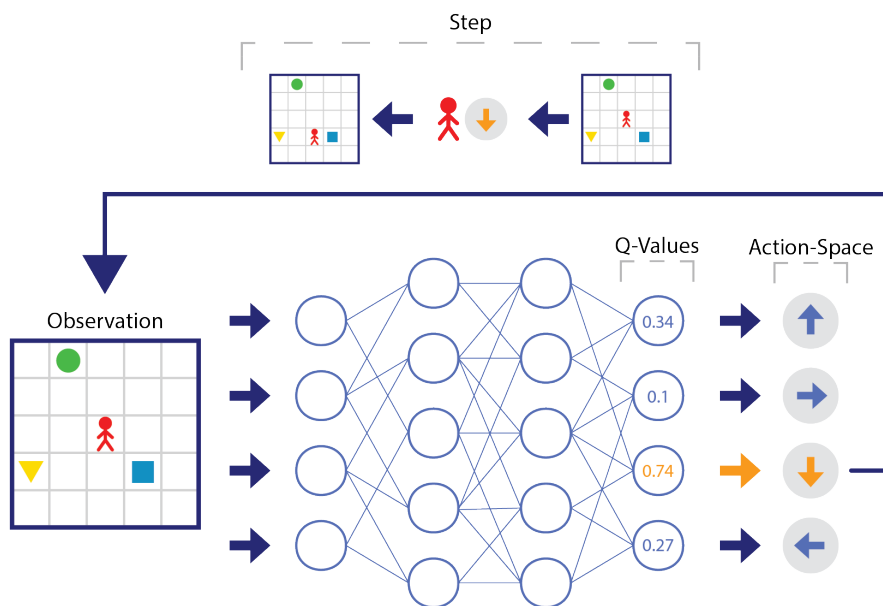 Step
Q-Values
Action-Space
Observation
0.34
0.1
0.74
0.27